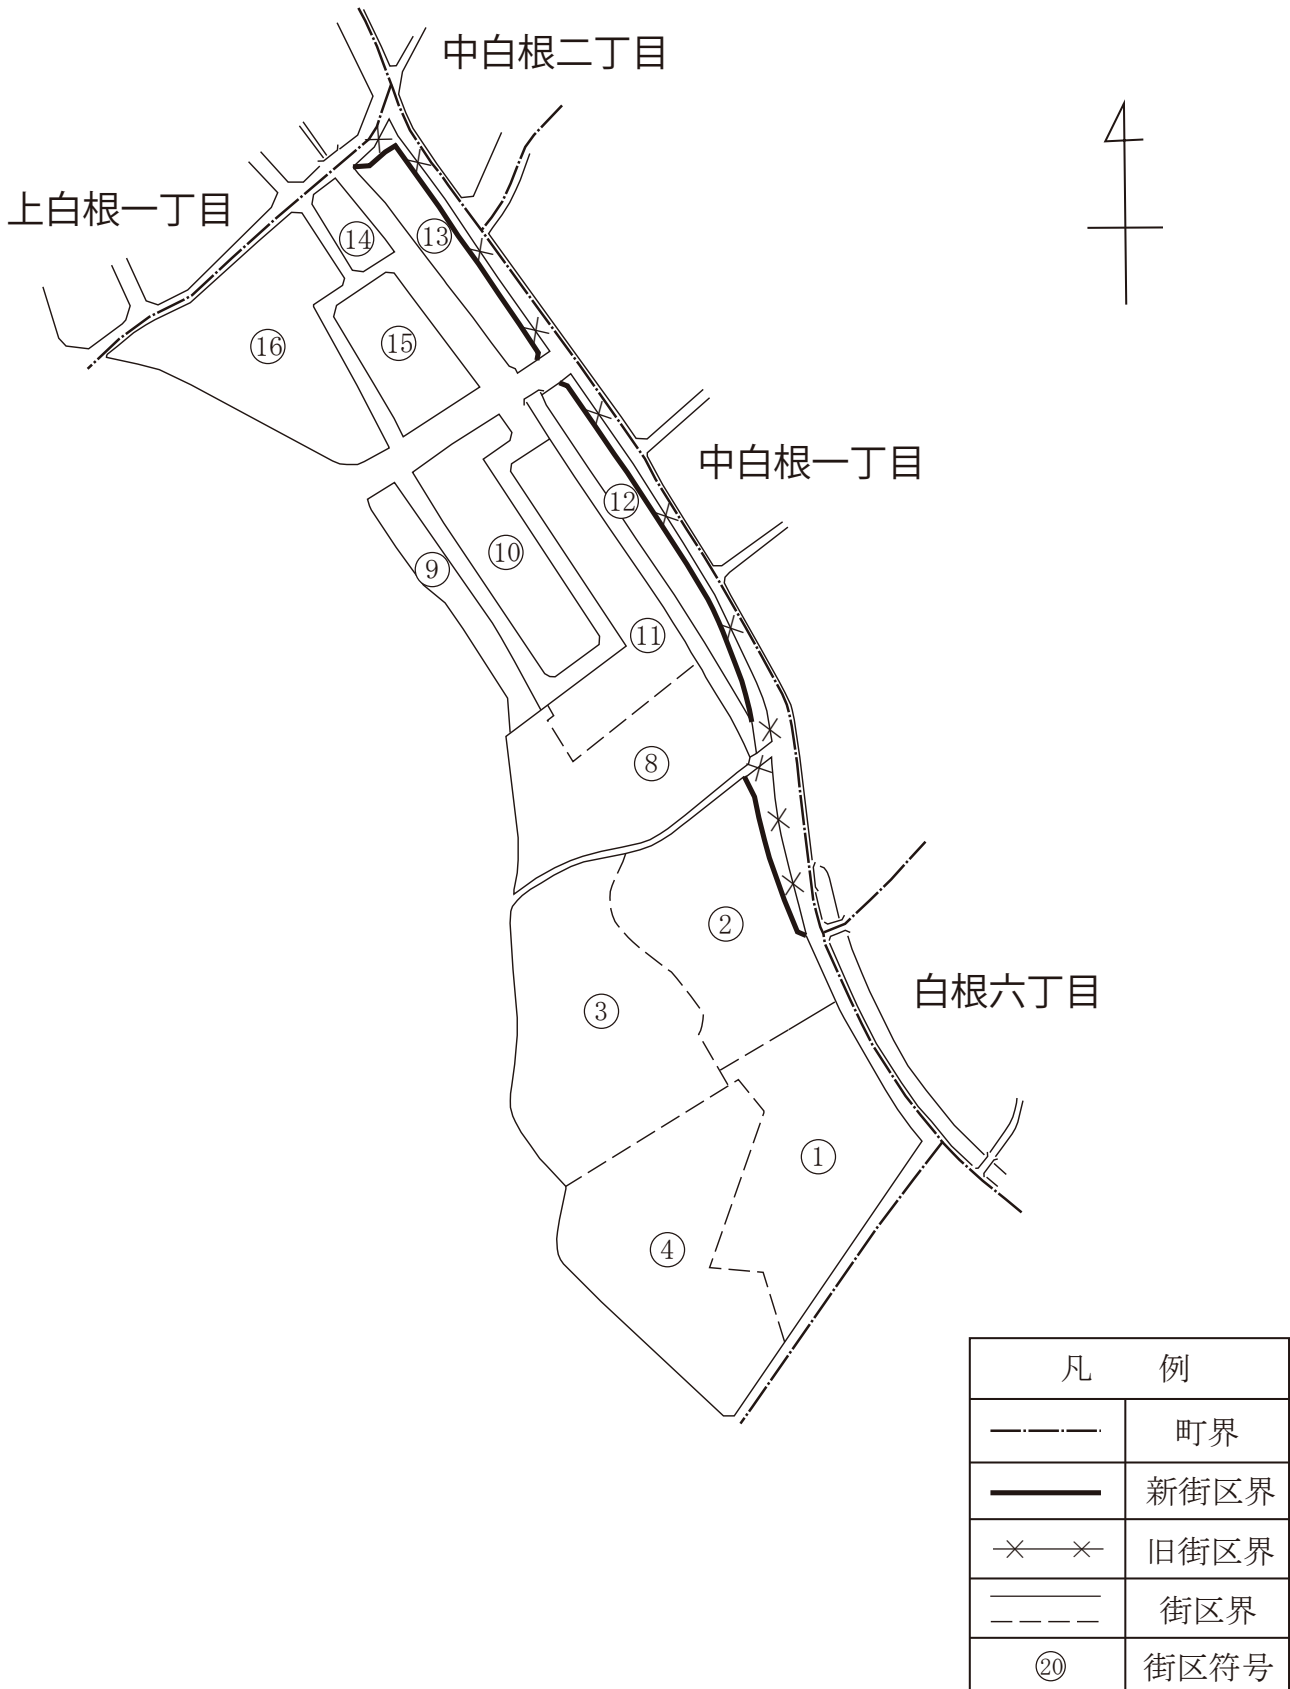 中白根二丁目
上白根一丁目
⑭
⑬
⑯
⑮
中白根一丁目
⑫
⑨
⑩
⑪
⑧
②
白根六丁目
③
①
④
凡 例
町界
新街区界
旧街区界
街区界
⑳ 街区符号